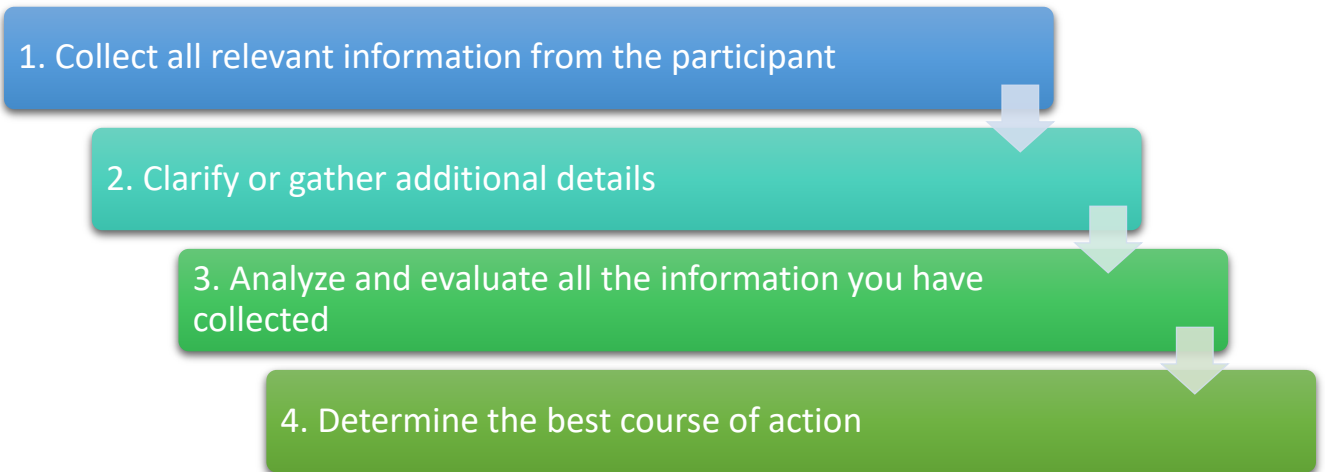 1. Collect all relevant information from the participant
2. Clarify or gather additional details
3. Analyze and evaluate all the information you have
collected
4. Determine the best course of action